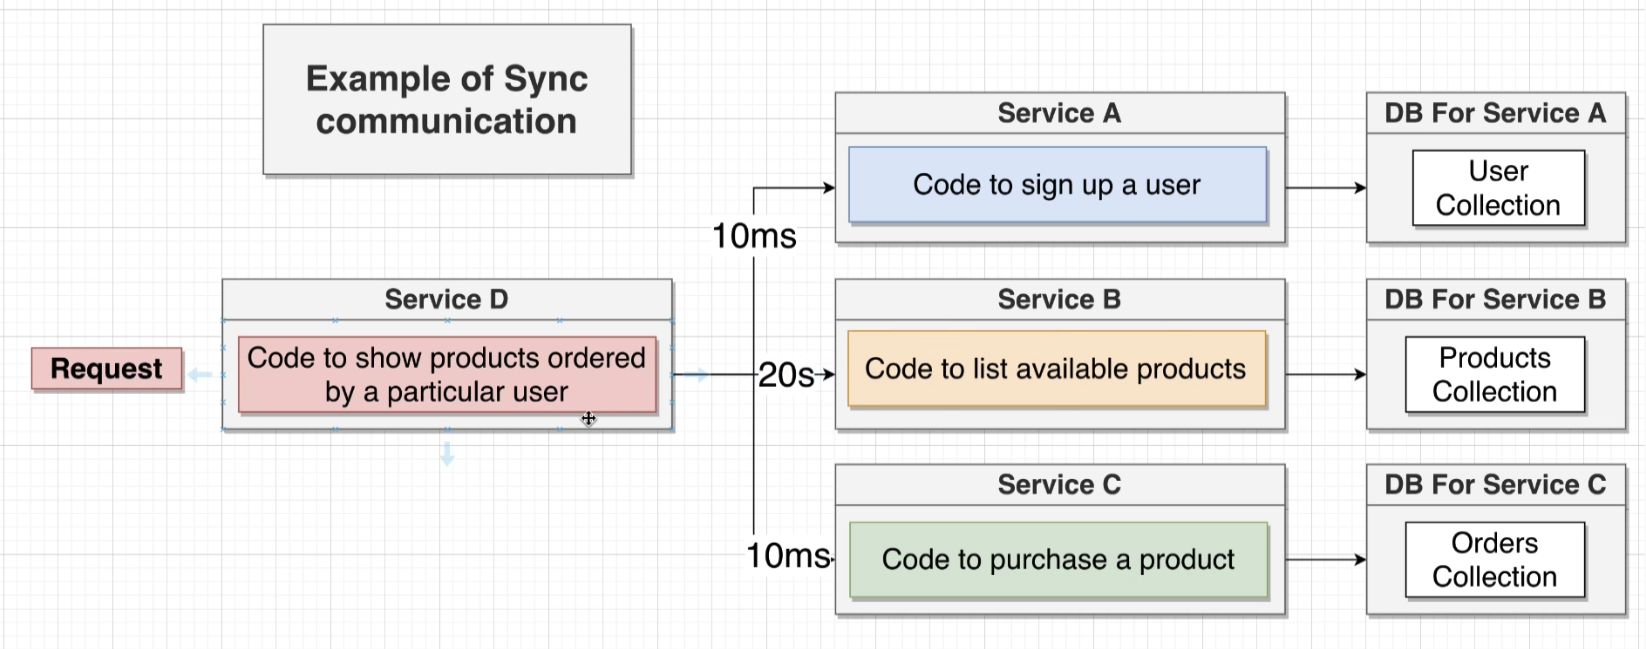 Example of Sync
communication
Service A
Code to sign up a user
DB For Service A
User
Collection
10ms
Request
Service D
Code to show products ordered
by a particular user
20s
Service B
Code to list available products
DB For Service B
Products
Collection
10ms
Service C
Code to purchase a product
DB For Service C
Orders
Collection